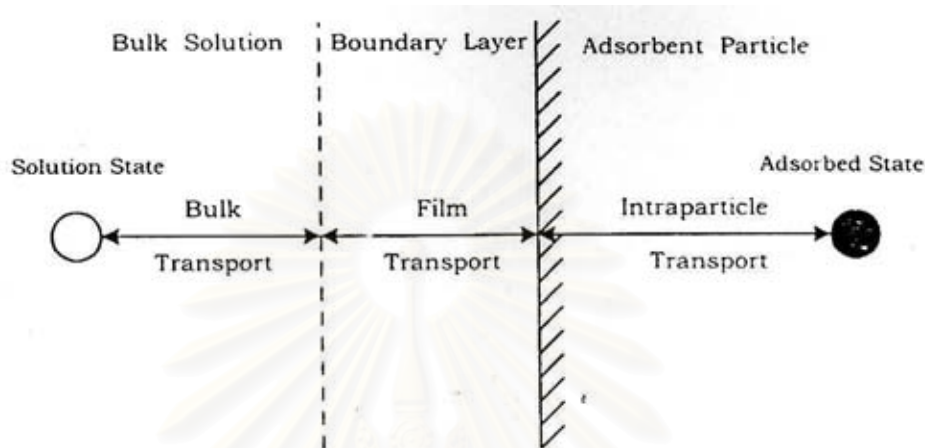 Bulk Solution
Boundary Layer
Adsorbent Particle
Solution State
Adsorbed State
Bulk
Transport
Film
Transport
Intraparticle
Transport